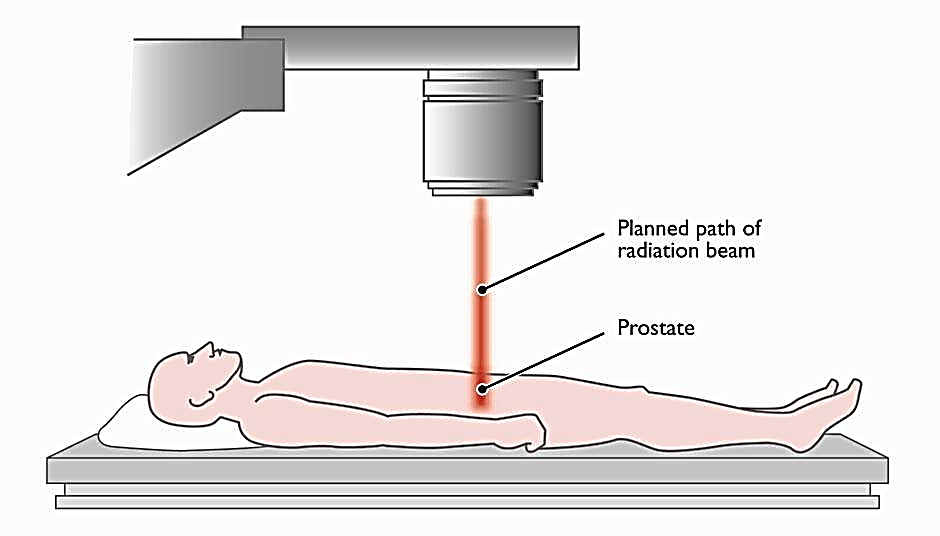 Planned path of
radiation beam
Prostate